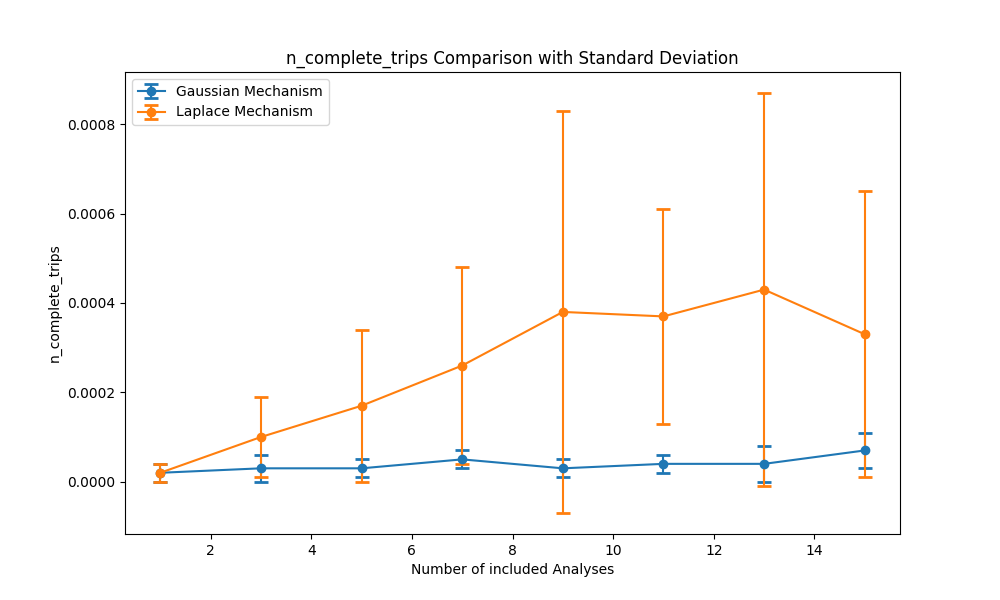 n_complete_trips Comparison with Standard Deviation
Gaussian Mechanism
Laplace Mechanism
0.0008
0.0006
0.0004
0.0002
0.0000
n_complete_trips
2 4 6 8 10 12 14
Number of included Analyses